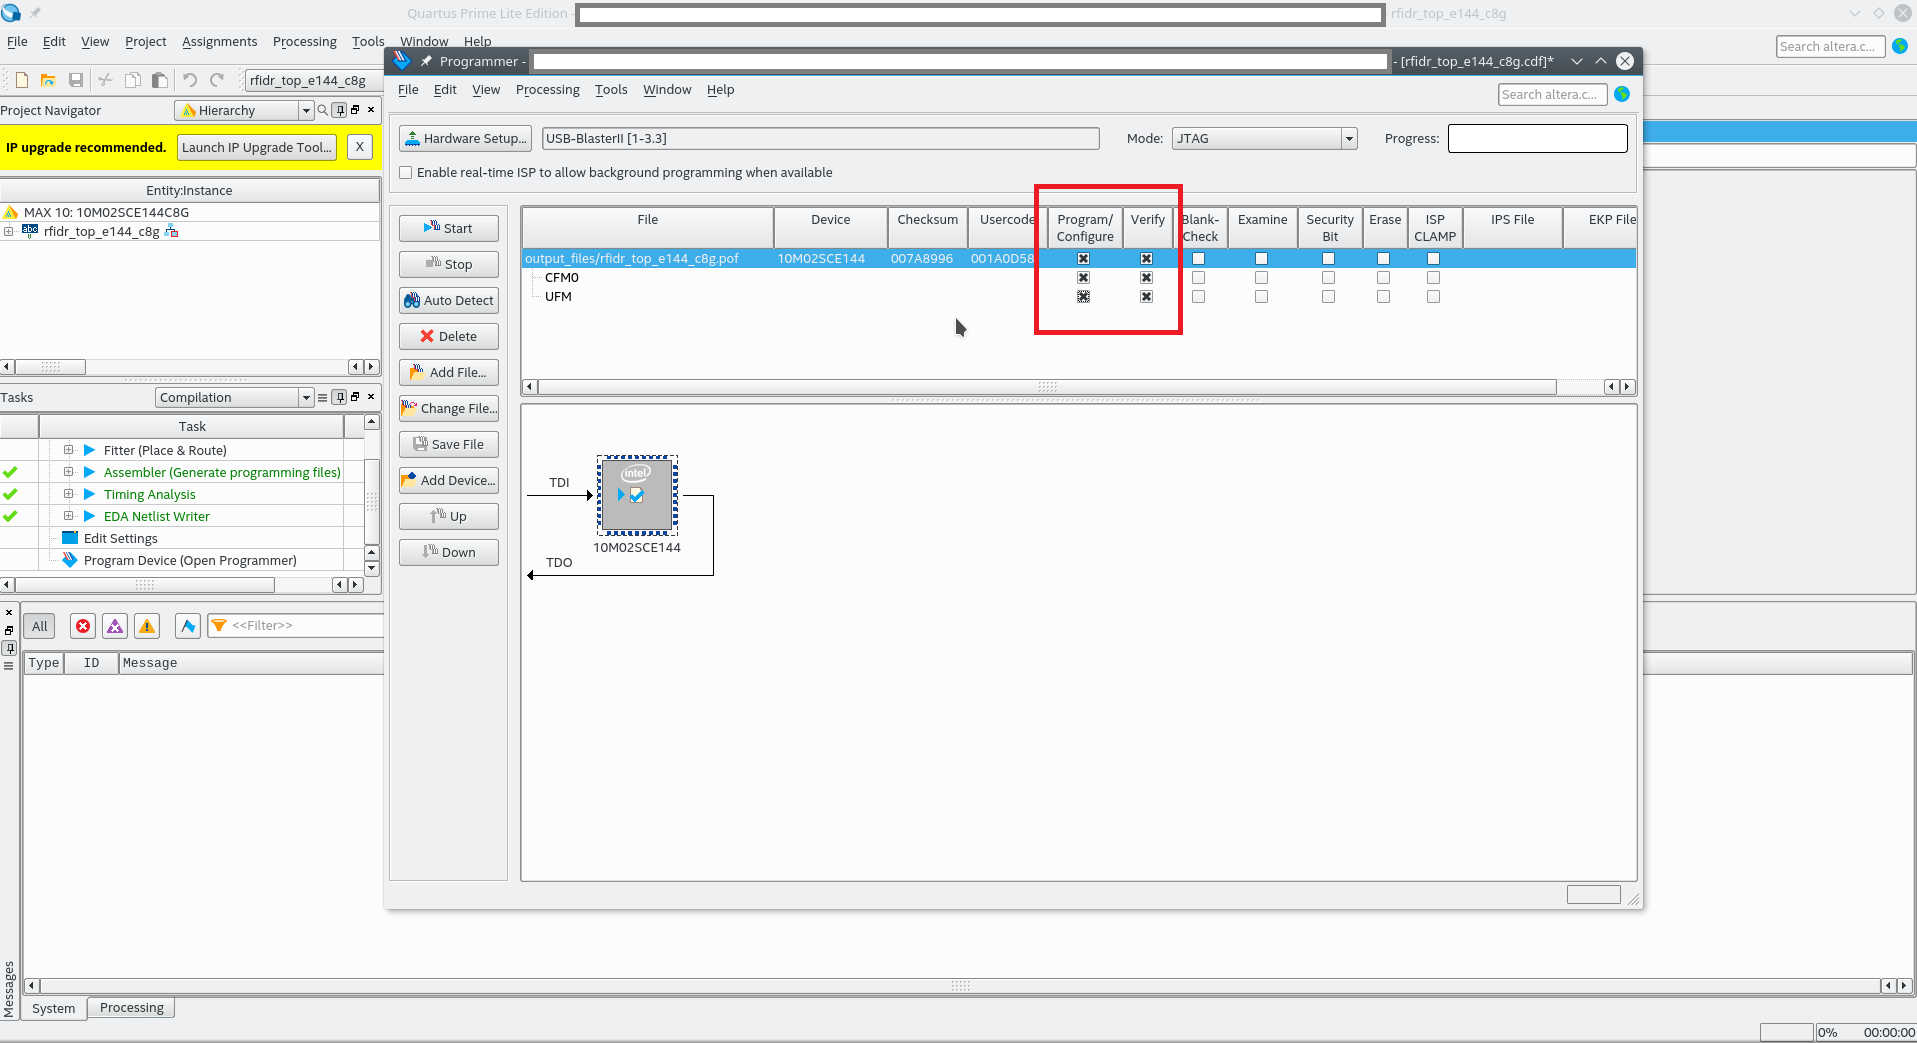 Quartus Prime Lite Edition - - rfidr_top_e144_c8g
File Edit View Project Assignments Processing Tools Window Help
Search altera.c...
rfidr_top_e144_c8g
Project Navigator Hierarchy
IP upgrade recommended. Launch IP Upgrade Tool... X
Entity:Instance
MAX 10: 10M02SCE144C8G
abc rfidr_top_e144_c8g
Tasks Compilation
Task
Fitter (Place & Route)
Assembler (Generate programming files)
Timing Analysis
EDA Netlist Writer
Edit Settings
Program Device (Open Programmer)
Programmer - - [rfidr_top_e144_c8g.cdf]*
File Edit View Processing Tools Window Help
Search altera.c...
Hardware Setup... USB-BlasterII [1-3.3] Mode: JTAG Progress:
Enable real-time ISP to allow background programming when available
Start
Stop
Auto Detect
Delete
Add File...
Change File...
Save File
Add Device...
Up
Down
File Device Checksum Usercode Program/ Verify Blank- Examine Security Erase ISP IPS File EKP File
Configure Check Bit CLAMP
output_files/rfidr_top_e144_c8g.pof 10M02SCE144 007A8996 001A0D58
CFM0
UFM
intel
TDI
10M02SCE144
TDO
All <<Filter>>
Type ID Message
Messages
System Processing
0% 00:00:00